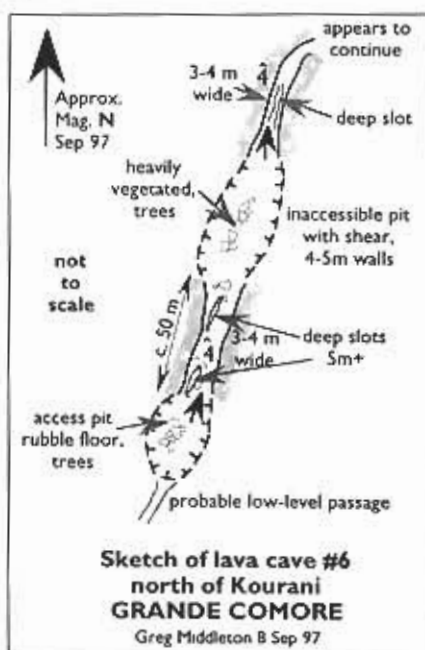 appears to
continue
3-4 m
wide
4
deep slot
Approx.
Mag. N
Sep 97
heavily
vegetated,
trees
inaccessible pit
with shear,
4-5m walls
not
to
scale
c. 50 m
3-4 m
wide
4
deep slots
5m+
access pit
rubble floor,
trees
probable low-level passage
Sketch of lava cave #6
north of Kourani
GRANDE COMORE
Greg Middleton 8 Sep 97